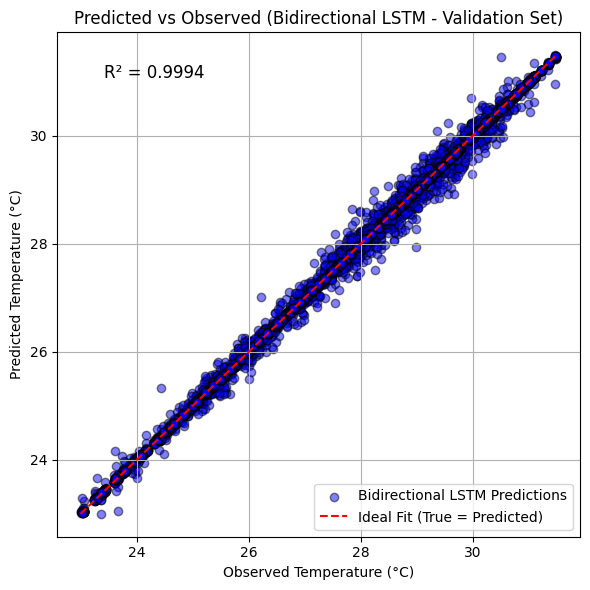 Predicted vs Observed (Bidirectional LSTM - Validation Set)
R² = 0.9994
30
28
26
24
Predicted Temperature (°C)
Bidirectional LSTM Predictions
Ideal Fit (True = Predicted)
24 26 28 30
Observed Temperature (°C)